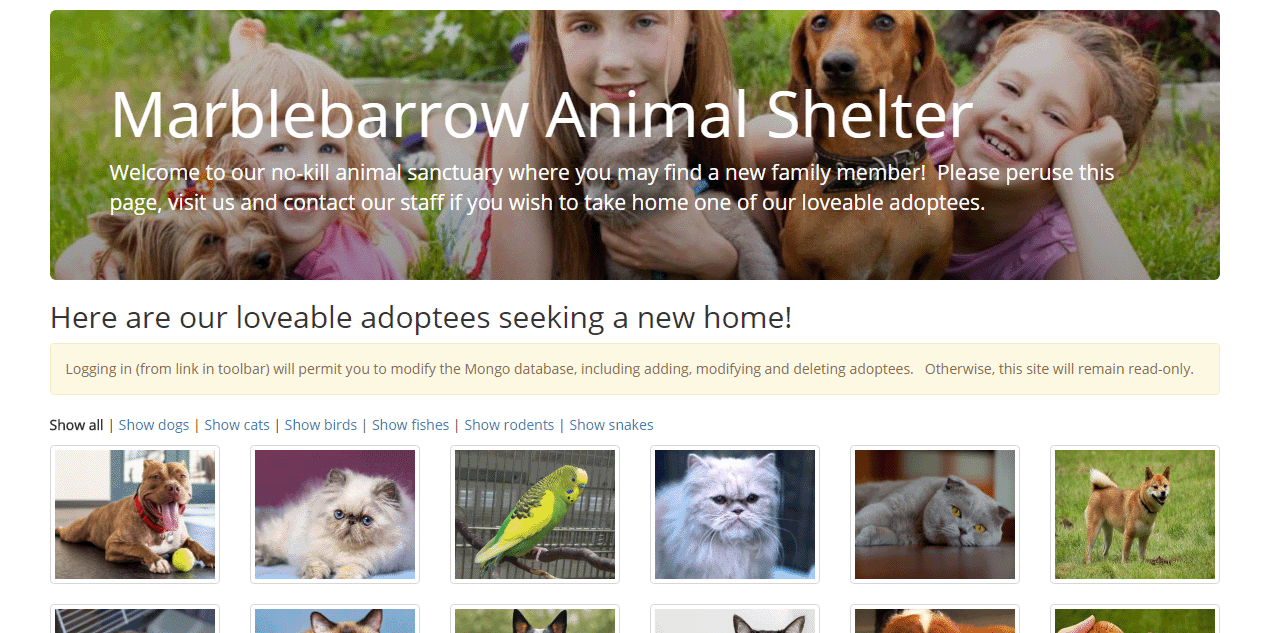 Marblebarrow Animal Shelter
Welcome to our no-kill animal sanctuary where you may find a new family member!  Please peruse this
page, visit us and contact our staff if you wish to take home one of our loveable adoptees.
Here are our loveable adoptees seeking a new home!
Logging in (from link in toolbar) will permit you to modify the Mongo database, including adding, modifying and deleting adoptees.   Otherwise, this site will remain read-only.
Show all | Show dogs | Show cats | Show birds | Show fishes | Show rodents | Show snakes